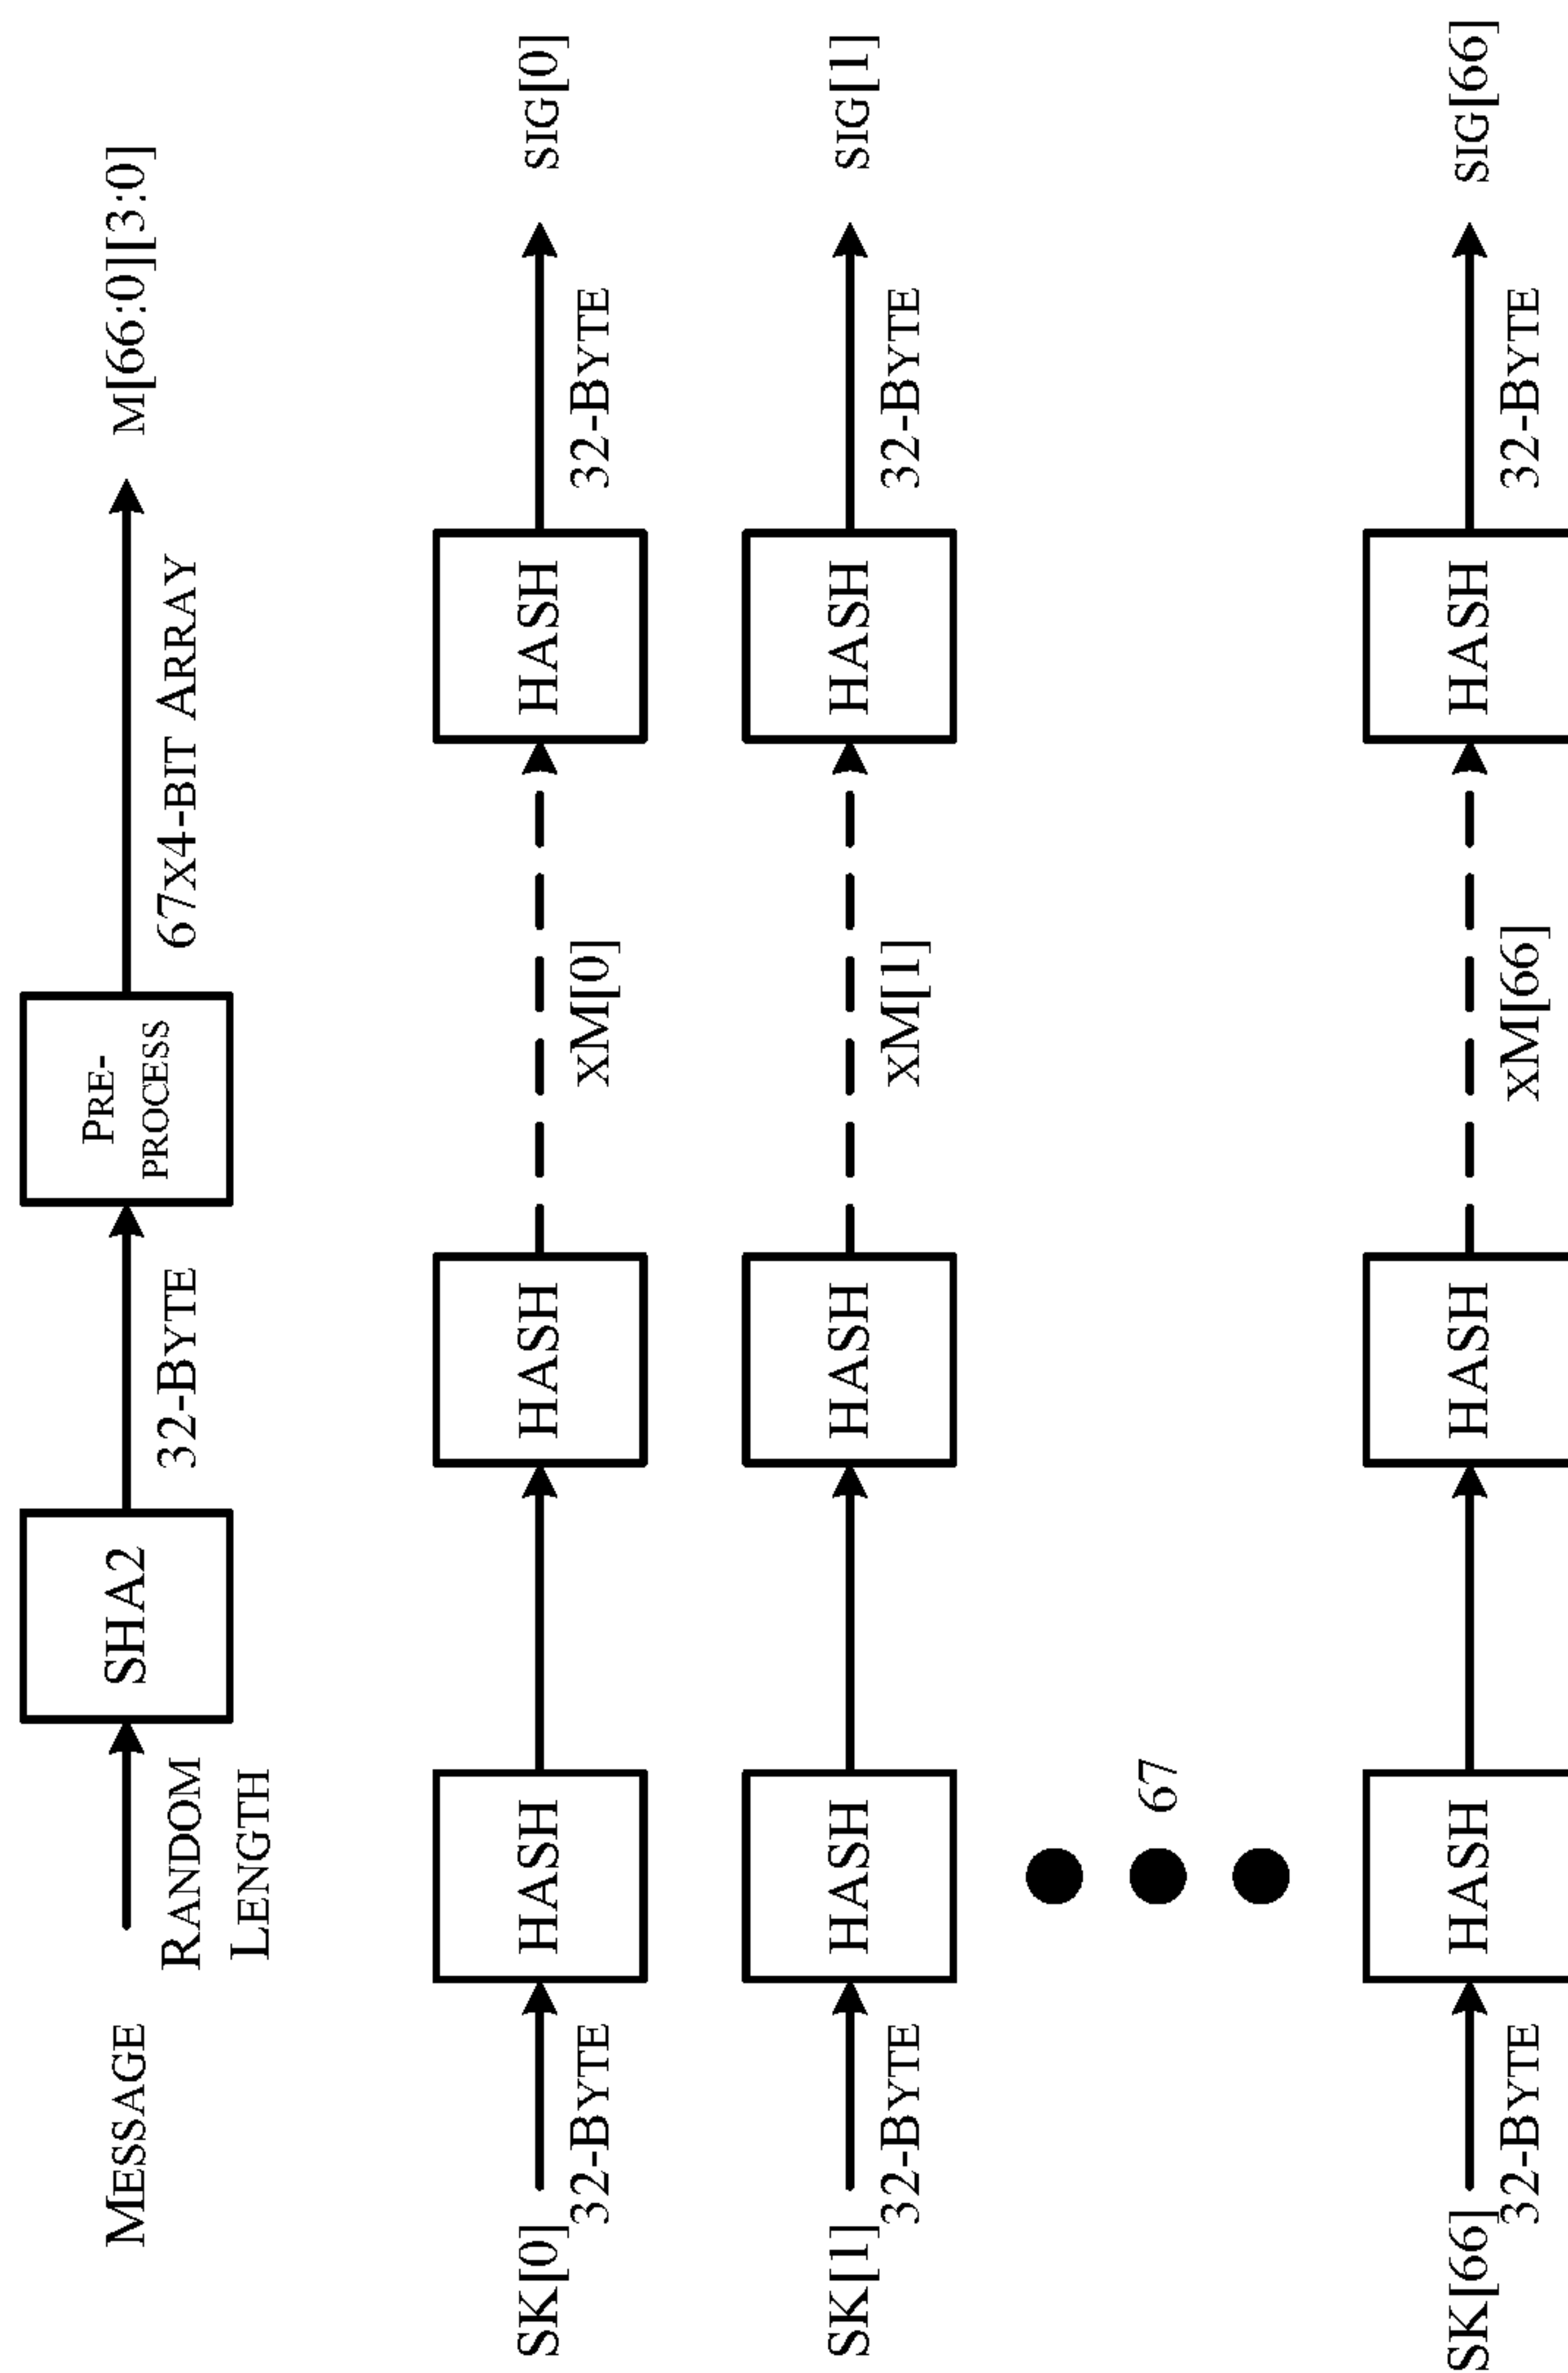 MESSAGE
RANDOM
LENGTH
SHA2
32-BYTE
PRE-
PROCESS
67X4-BIT ARRAY
M[66:0][3:0]
SK[0]
32-BYTE
HASH
HASH
XM[0]
HASH
32-BYTE
SIG[0]
SK[1]
32-BYTE
HASH
HASH
XM[1]
HASH
32-BYTE
SIG[1]
67
SK[66]
32-BYTE
HASH
HASH
XM[66]
HASH
32-BYTE
SIG[66]